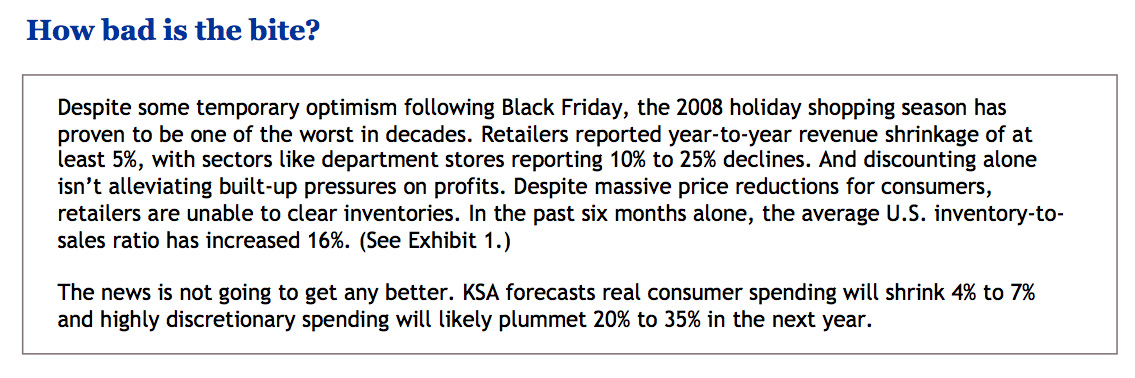 How bad is the bite?
Despite some temporary optimism following Black Friday, the 2008 holiday shopping season has
proven to be one of the worst in decades. Retailers reported year-to-year revenue shrinkage of at
least 5%, with sectors like department stores reporting 10% to 25% declines. And discounting alone
isn’t alleviating built-up pressures on profits. Despite massive price reductions for consumers,
retailers are unable to clear inventories. In the past six months alone, the average U.S. inventory-to-
sales ratio has increased 16%. (See Exhibit 1.)
The news is not going to get any better. KSA forecasts real consumer spending will shrink 4% to 7%
and highly discretionary spending will likely plummet 20% to 35% in the next year.